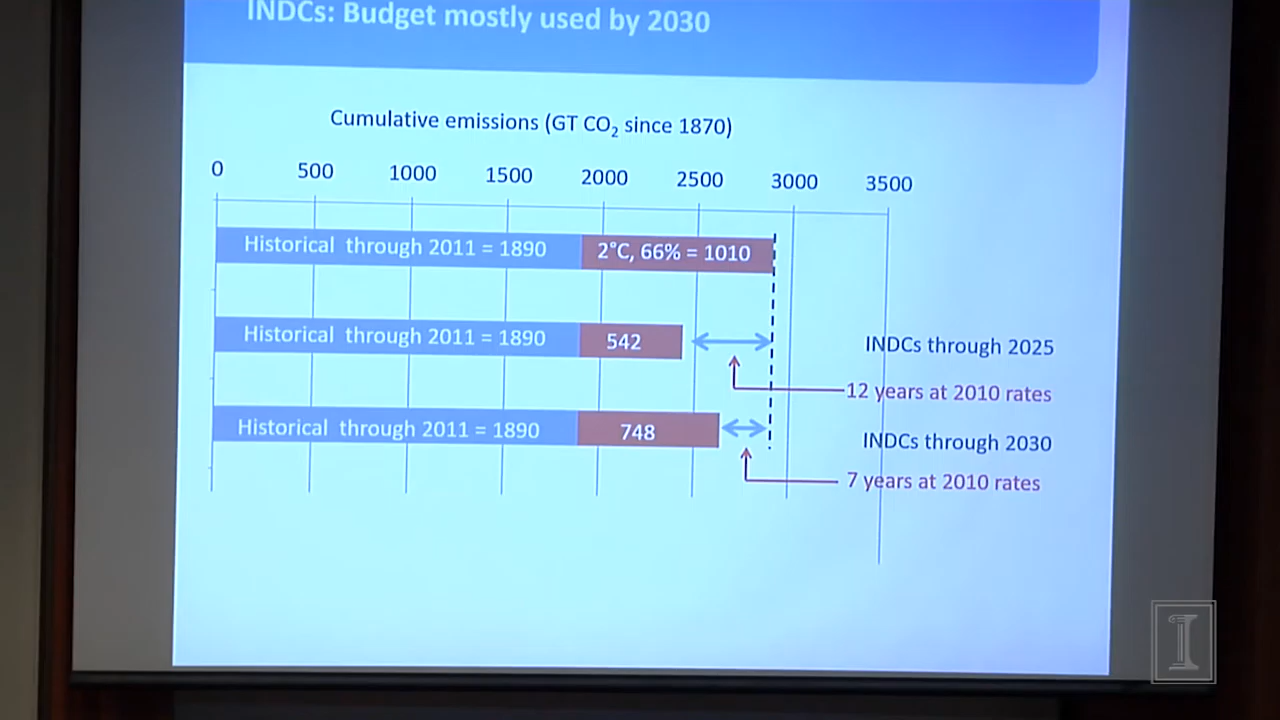 INDCs: Budget mostly used by 2030
Cumulative emissions (GT CO₂ since 1870)
0 500 1000 1500 2000 2500 3000 3500
Historical through 2011 = 1890 2°C, 66% = 1010
Historical through 2011 = 1890 542 INDCs through 2025
12 years at 2010 rates
Historical through 2011 = 1890 748 INDCs through 2030
7 years at 2010 rates
I